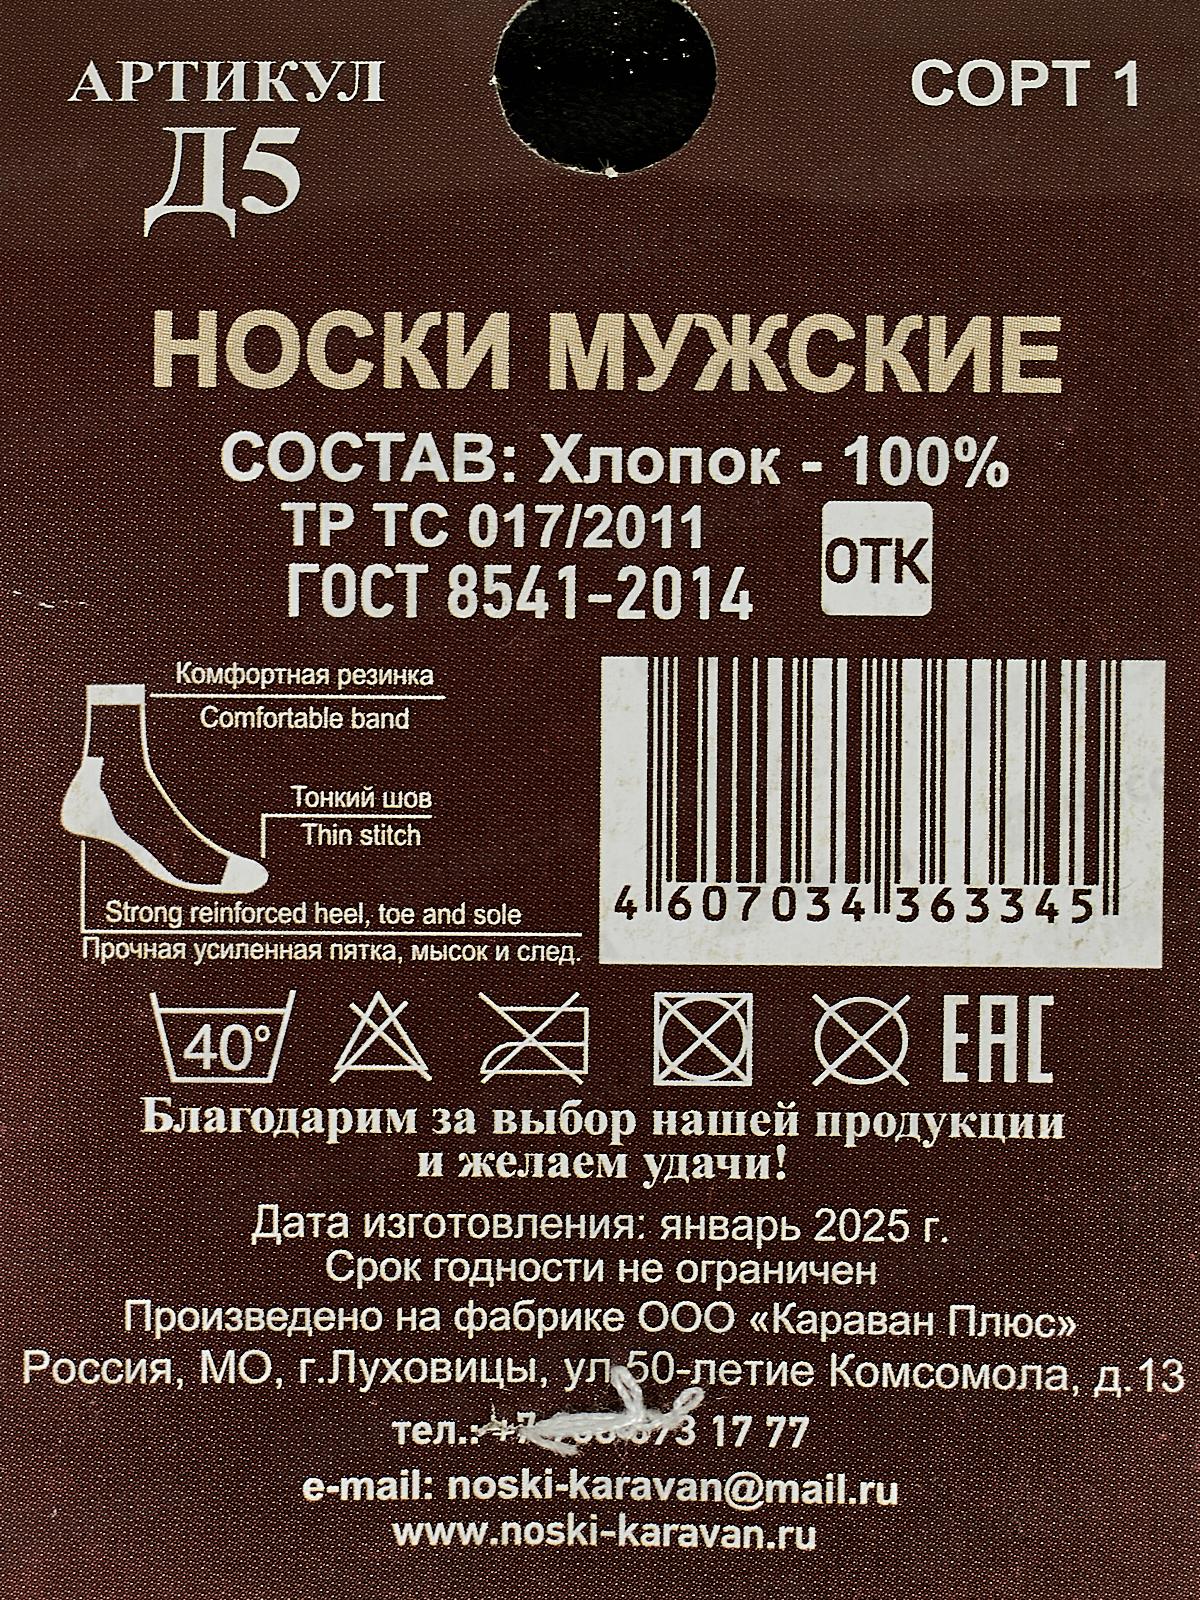 АРТИКУЛ
Д5
СОРТ 1
НОСКИ МУЖСКИЕ
СОСТАВ: Хлопок - 100%
ТР ТС 017/2011
ГОСТ 8541-2014
ОТК
Комфортная резинка
Comfortable band
Тонкий шов
Thin stitch
Strong reinforced heel, toe and sole
Прочная усиленная пятка, мысок и след.
4 607034 363345
40°
EAC
Благодарим за выбор нашей продукции
и желаем удачи!
Дата изготовления: январь 2025 г.
Срок годности не ограничен
Произведено на фабрике ООО «Караван Плюс»
Россия, МО, г.Луховицы, ул 50-летие Комсомола, д.13
тел.: 17 77
e-mail: noski-karavan@mail.ru
www.noski-karavan.ru